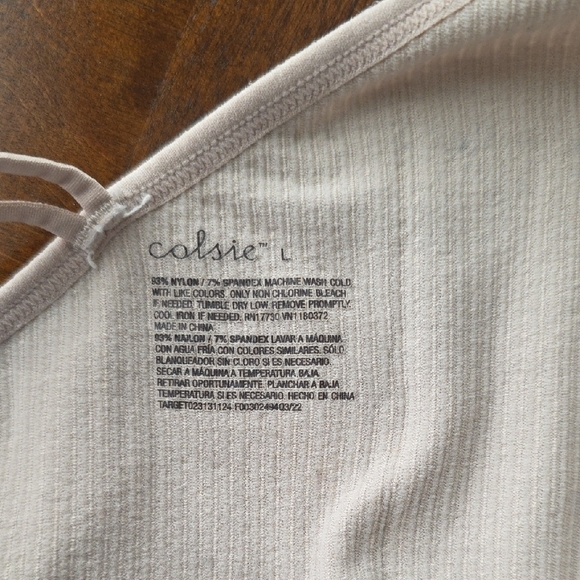 colsie™ L
93% NYLON / 7% SPANDEX MACHINE WASH COLD
WITH LIKE COLORS. ONLY NON CHLORINE BLEACH
IF NEEDED. TUMBLE DRY LOW. REMOVE PROMPTLY.
COOL IRON IF NEEDED. RN17730 VN1180372
MADE IN CHINA
93% NAILON / 7% SPANDEX LAVAR A MÁQUINA
CON AGUA FRÍA CON COLORES SIMILARES. SÓLO
BLANQUEADOR SIN CLORO SI ES NECESARIO.
SECAR A MÁQUINA A TEMPERATURA BAJA
RETIRAR OPORTUNAMENTE. PLANCHAR A BAJA
TEMPERATURA SI ES NECESARIO. HECHO EN CHINA
TARGET023131124 F0030249403/22